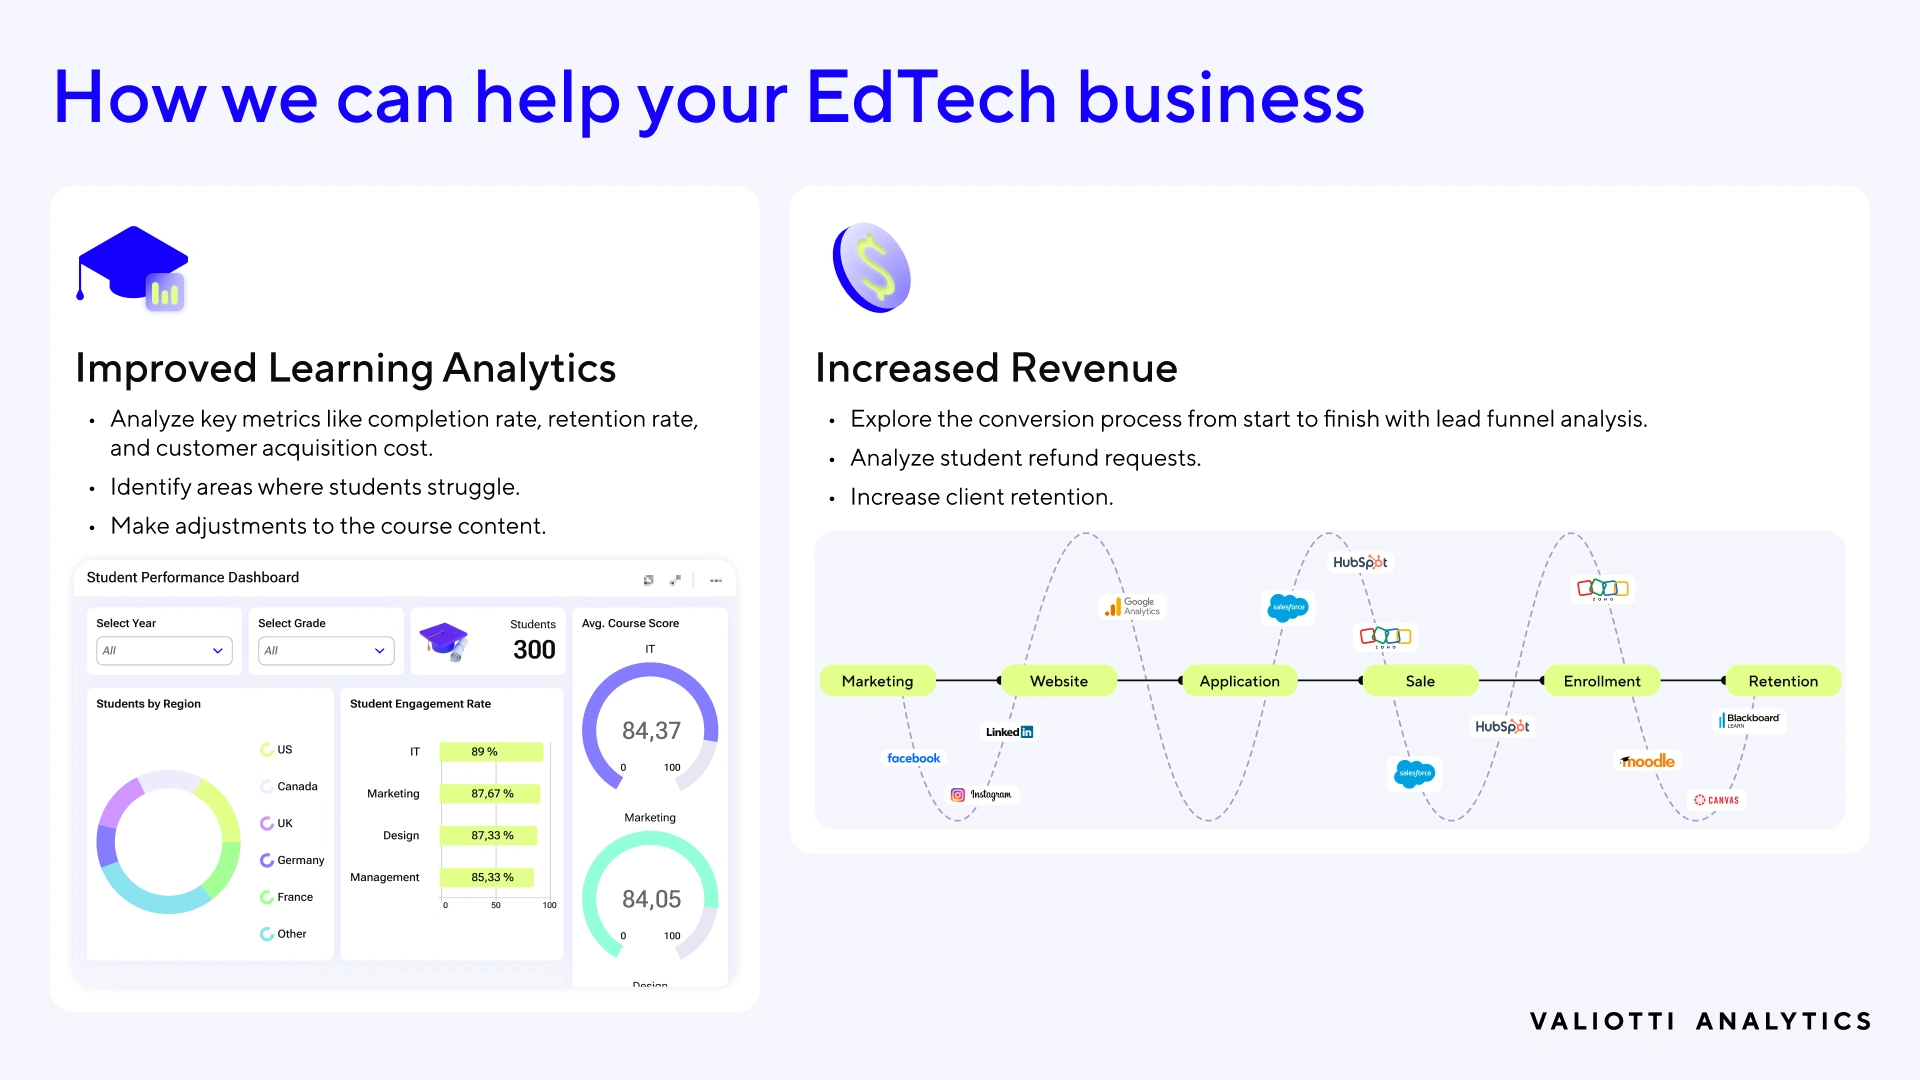 How we can help your EdTech business
Improved Learning Analytics
• Analyze key metrics like completion rate, retention rate,
and customer acquisition cost.
• Identify areas where students struggle.
• Make adjustments to the course content.
Student Performance Dashboard
Select Year
All
Select Grade
All
Students
300
Students by Region
US
Canada
UK
Germany
France
Other
Student Engagement Rate
IT 89 %
Marketing 87,67 %
Design 87,33 %
Management 85,33 %
0 50 100
Avg. Course Score
IT
84,37
0 100
Marketing
84,05
0 100
Design
Increased Revenue
• Explore the conversion process from start to finish with lead funnel analysis.
• Analyze student refund requests.
• Increase client retention.
HubSpot
Google
Analytics
salesforce
ZOHO
ZOHO
Marketing Website Application Sale Enrollment Retention
facebook
LinkedIn
Instagram
salesforce
HubSpot
moodle
Blackboard
LEARN
CANVAS
VALIOTTI ANALYTICS